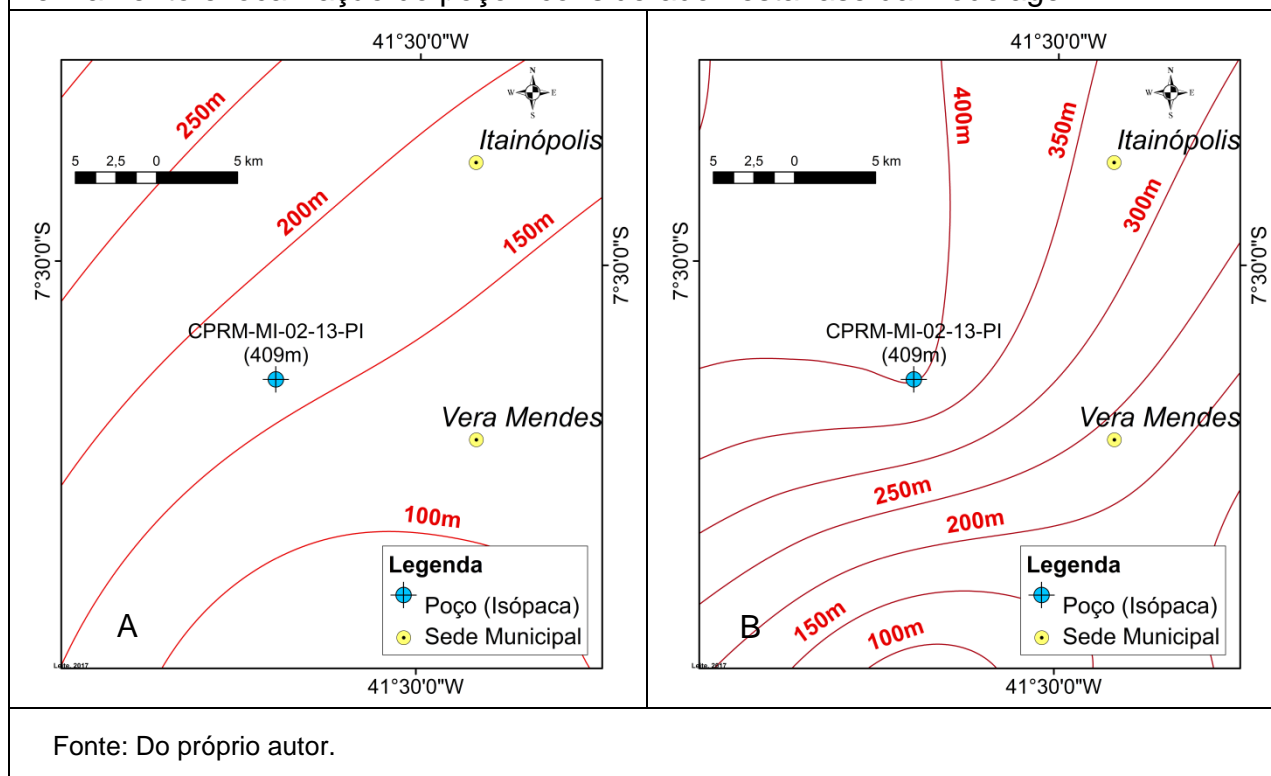 41°30'0"W
250m
N
W E
S
Itainópolis
5 2,5 0 5 km
200m
150m
7°30'0"S
7°30'0"S
CPRM-MI-02-13-PI
(409m)
Vera Mendes
100m
Legenda
Poço (Isópaca)
Sede Municipal
A
Leite, 2017
41°30'0"W
41°30'0"W
400m
350m
N
W E
S
Itainópolis
5 2,5 0 5 km
300m
7°30'0"S
7°30'0"S
CPRM-MI-02-13-PI
(409m)
Vera Mendes
250m
200m
150m
100m
Legenda
Poço (Isópaca)
Sede Municipal
B
Leite, 2017
41°30'0"W
Fonte: Do próprio autor.